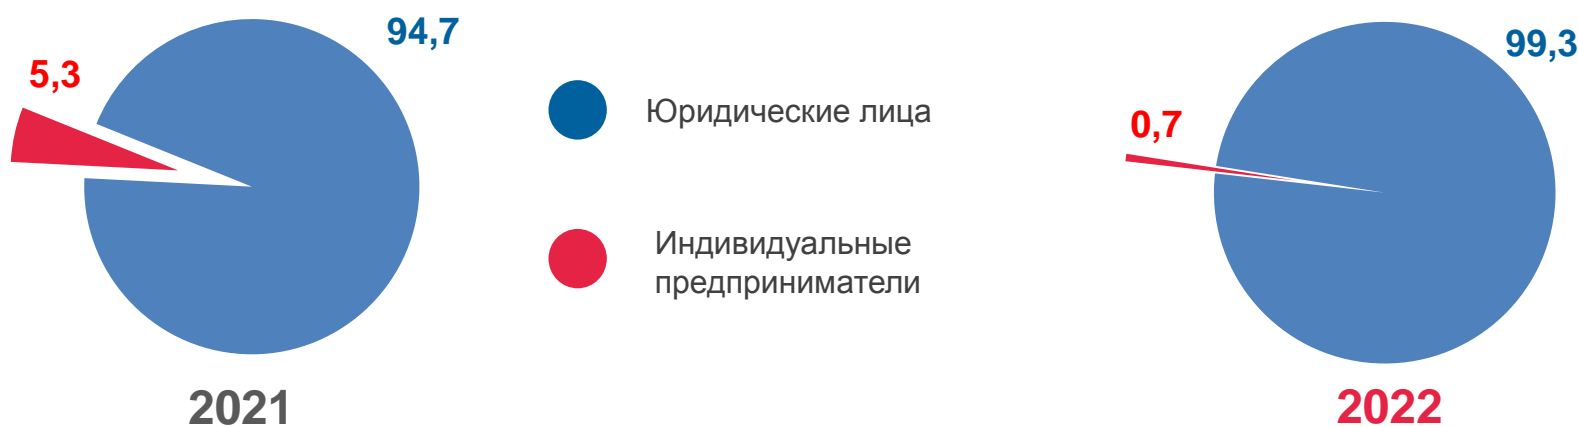 94,7
5,3
2021
Юридические лица
Индивидуальные
предприниматели
99,3
0,7
2022